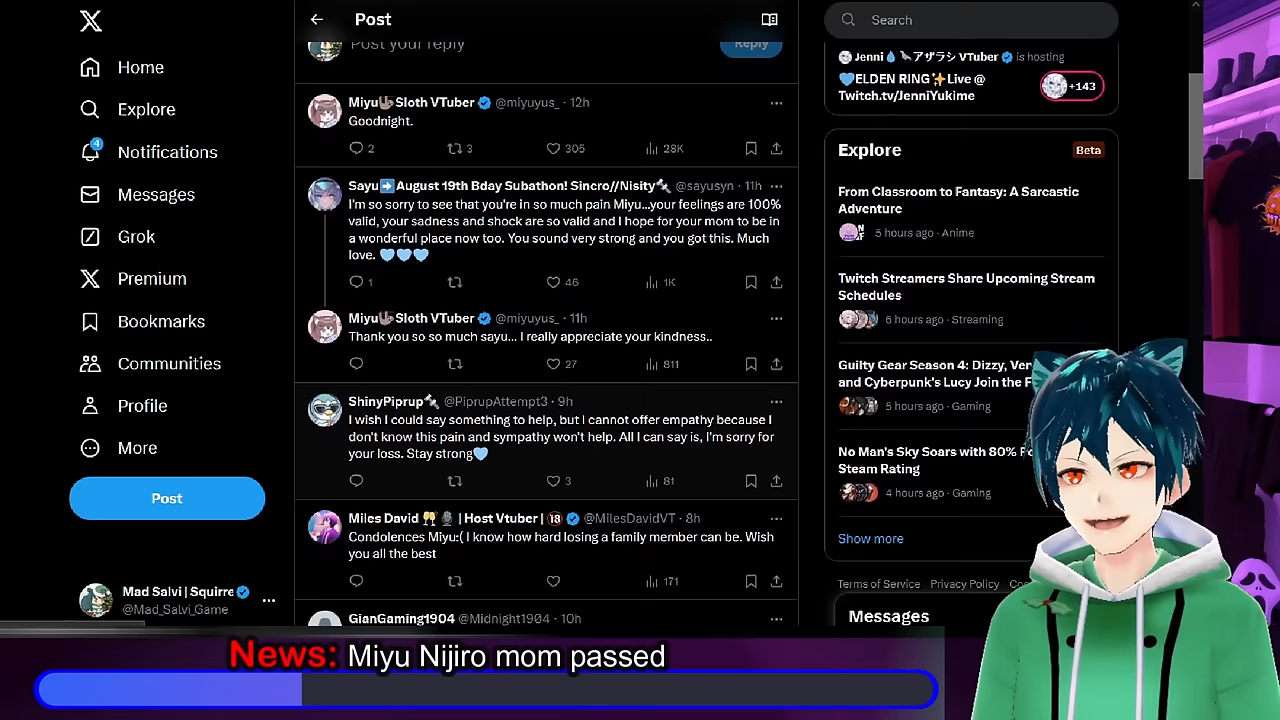 Post
Search
Home
Explore
4
Notifications
Messages
Grok
Premium
Bookmarks
Communities
Profile
More
Post
Mad Salvi | Squirre
@Mad_Salvi_Game
Post your reply
Reply
Miyu🦥Sloth VTuber @miyuyus_ · 12h
Goodnight.
2 3 305 28K
Sayu➡️August 19th Bday Subathon! Sincro//Nisity🔩 @sayusyn · 11h
I'm so sorry to see that you're in so much pain Miyu...your feelings are 100%
valid, your sadness and shock are so valid and I hope for your mom to be in
a wonderful place now too. You sound very strong and you got this. Much
love. 🩵🩵🩵
1 46 1K
Miyu🦥Sloth VTuber @miyuyus_ · 11h
Thank you so so much sayu... I really appreciate your kindness..
27 811
ShinyPiprup🔩 @PiprupAttempt3 · 9h
I wish I could say something to help, but I cannot offer empathy because I
don't know this pain and sympathy won't help. All I can say is, I'm sorry for
your loss. Stay strong🩵
3 81
Miles David 🥂🎙️ | Host Vtuber | 🔞 @MilesDavidVT · 8h
Condolences Miyu:( I know how hard losing a family member can be. Wish
you all the best
171
GianGaming1904 @Midnight1904 · 10h
Jenni💧🦭アザラシ VTuber is hosting
🩵ELDEN RING✨Live @
Twitch.tv/JenniYukime
+143
Explore
Beta
From Classroom to Fantasy: A Sarcastic
Adventure
5 hours ago · Anime
Twitch Streamers Share Upcoming Stream
Schedules
6 hours ago · Streaming
Guilty Gear Season 4: Dizzy, Ve
and Cyberpunk's Lucy Join the F
5 hours ago · Gaming
No Man's Sky Soars with 80% P
Steam Rating
4 hours ago · Gaming
Show more
Terms of Service Privacy Policy Co
Messages
News: Miyu Nijiro mom passed